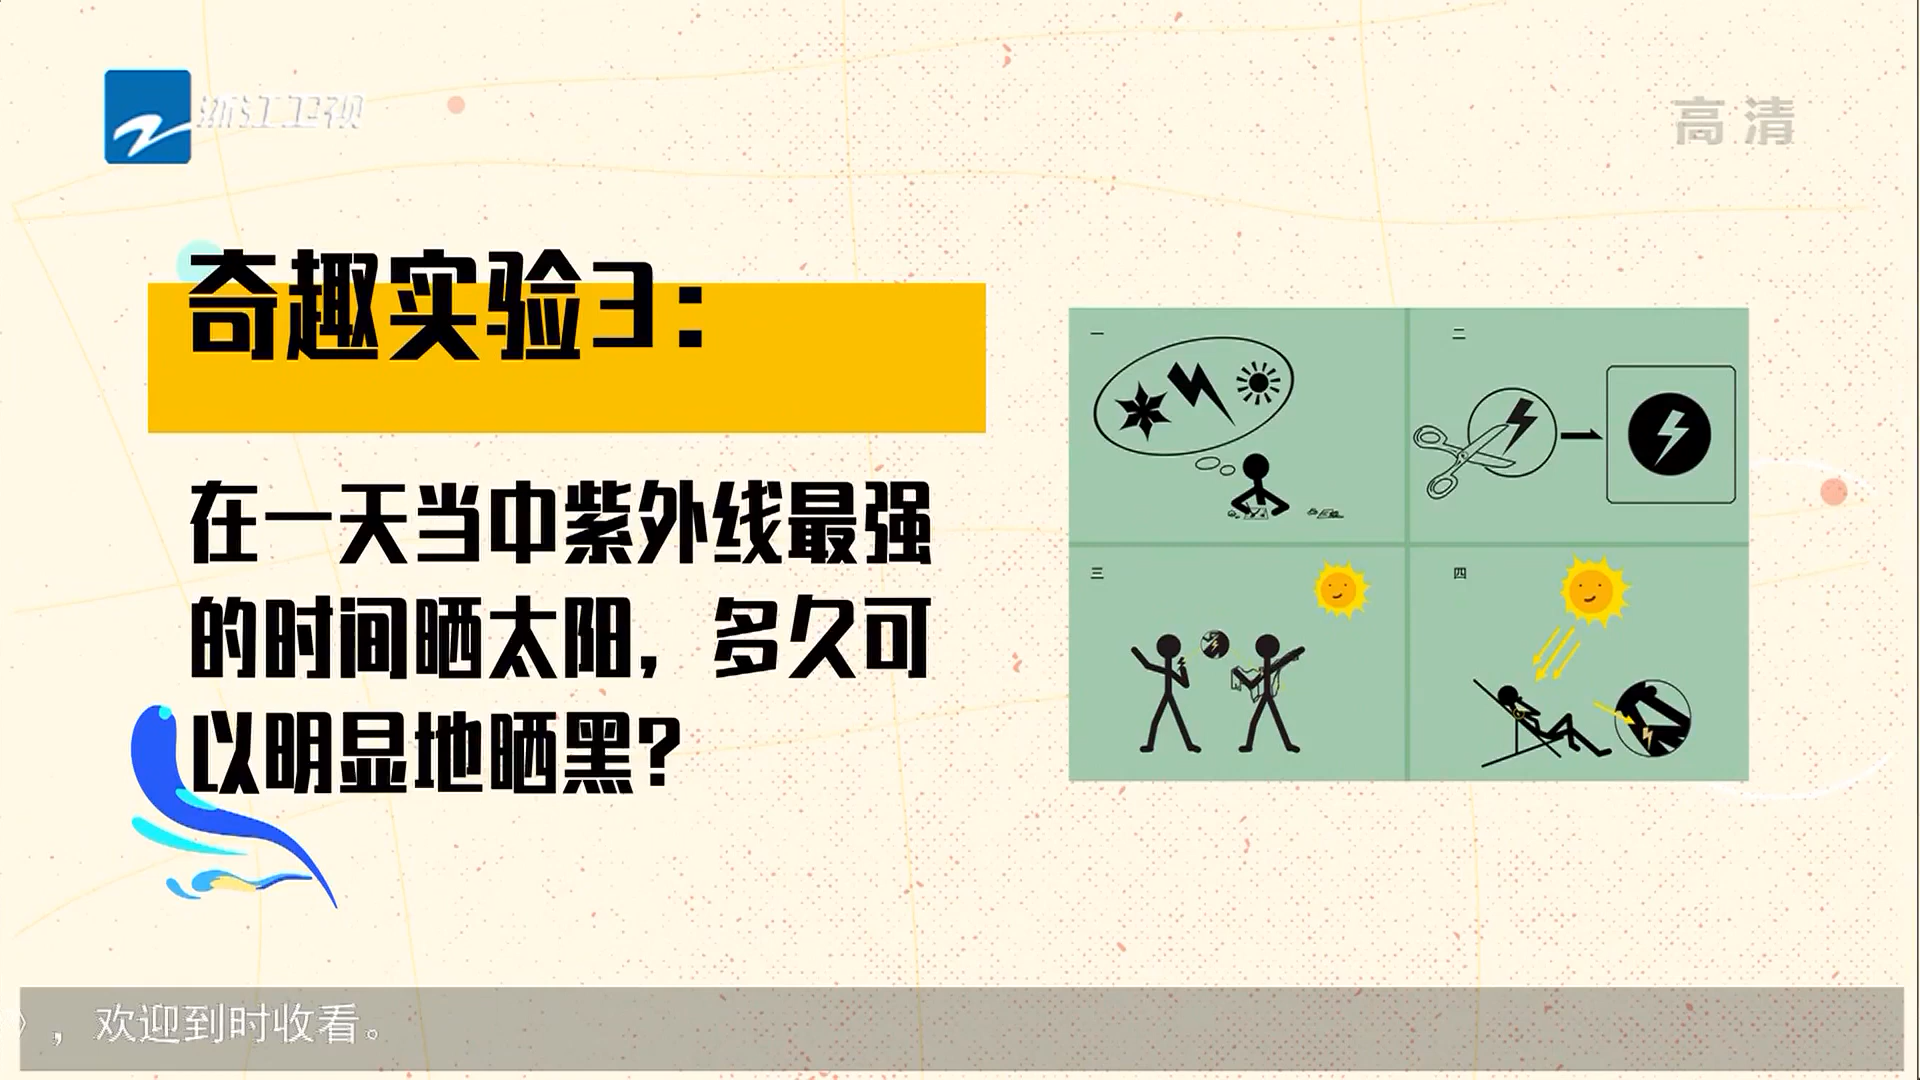 浙江卫视
高清
奇趣实验3：
在一天当中紫外线最强
的时间晒太阳，多久可
以明显地晒黑？
一
二
三
四
》，欢迎到时收看。